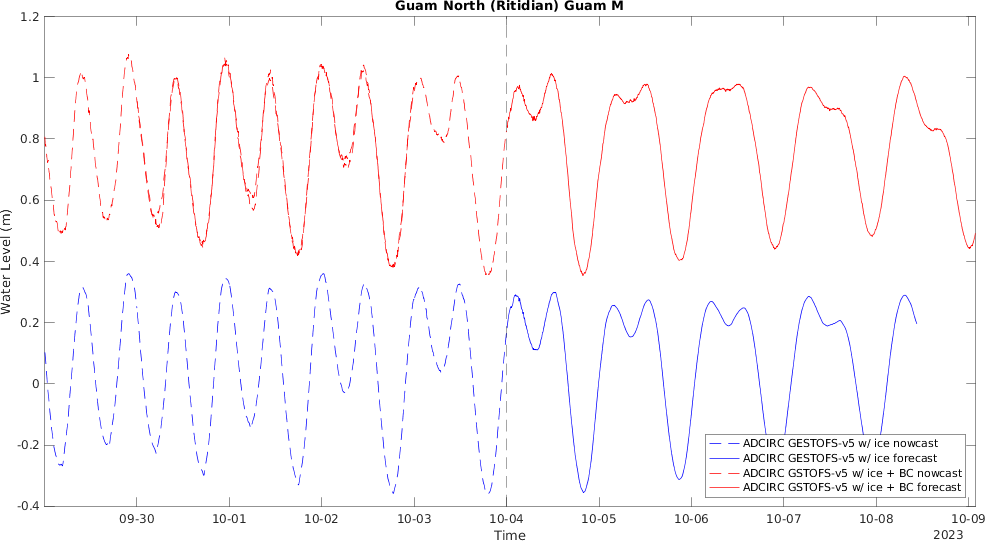 Guam North (Ritidian) Guam M
1.2
1
0.8
0.6
0.4
0.2
0
-0.2
-0.4
Water Level (m)
ADCIRC GESTOFS-v5 w/ ice nowcast
ADCIRC GESTOFS-v5 w/ ice forecast
ADCIRC GSTOFS-v5 w/ ice + BC nowcast
ADCIRC GSTOFS-v5 w/ ice + BC forecast
09-30 10-01 10-02 10-03 10-04 10-05 10-06 10-07 10-08 10-09
Time 2023